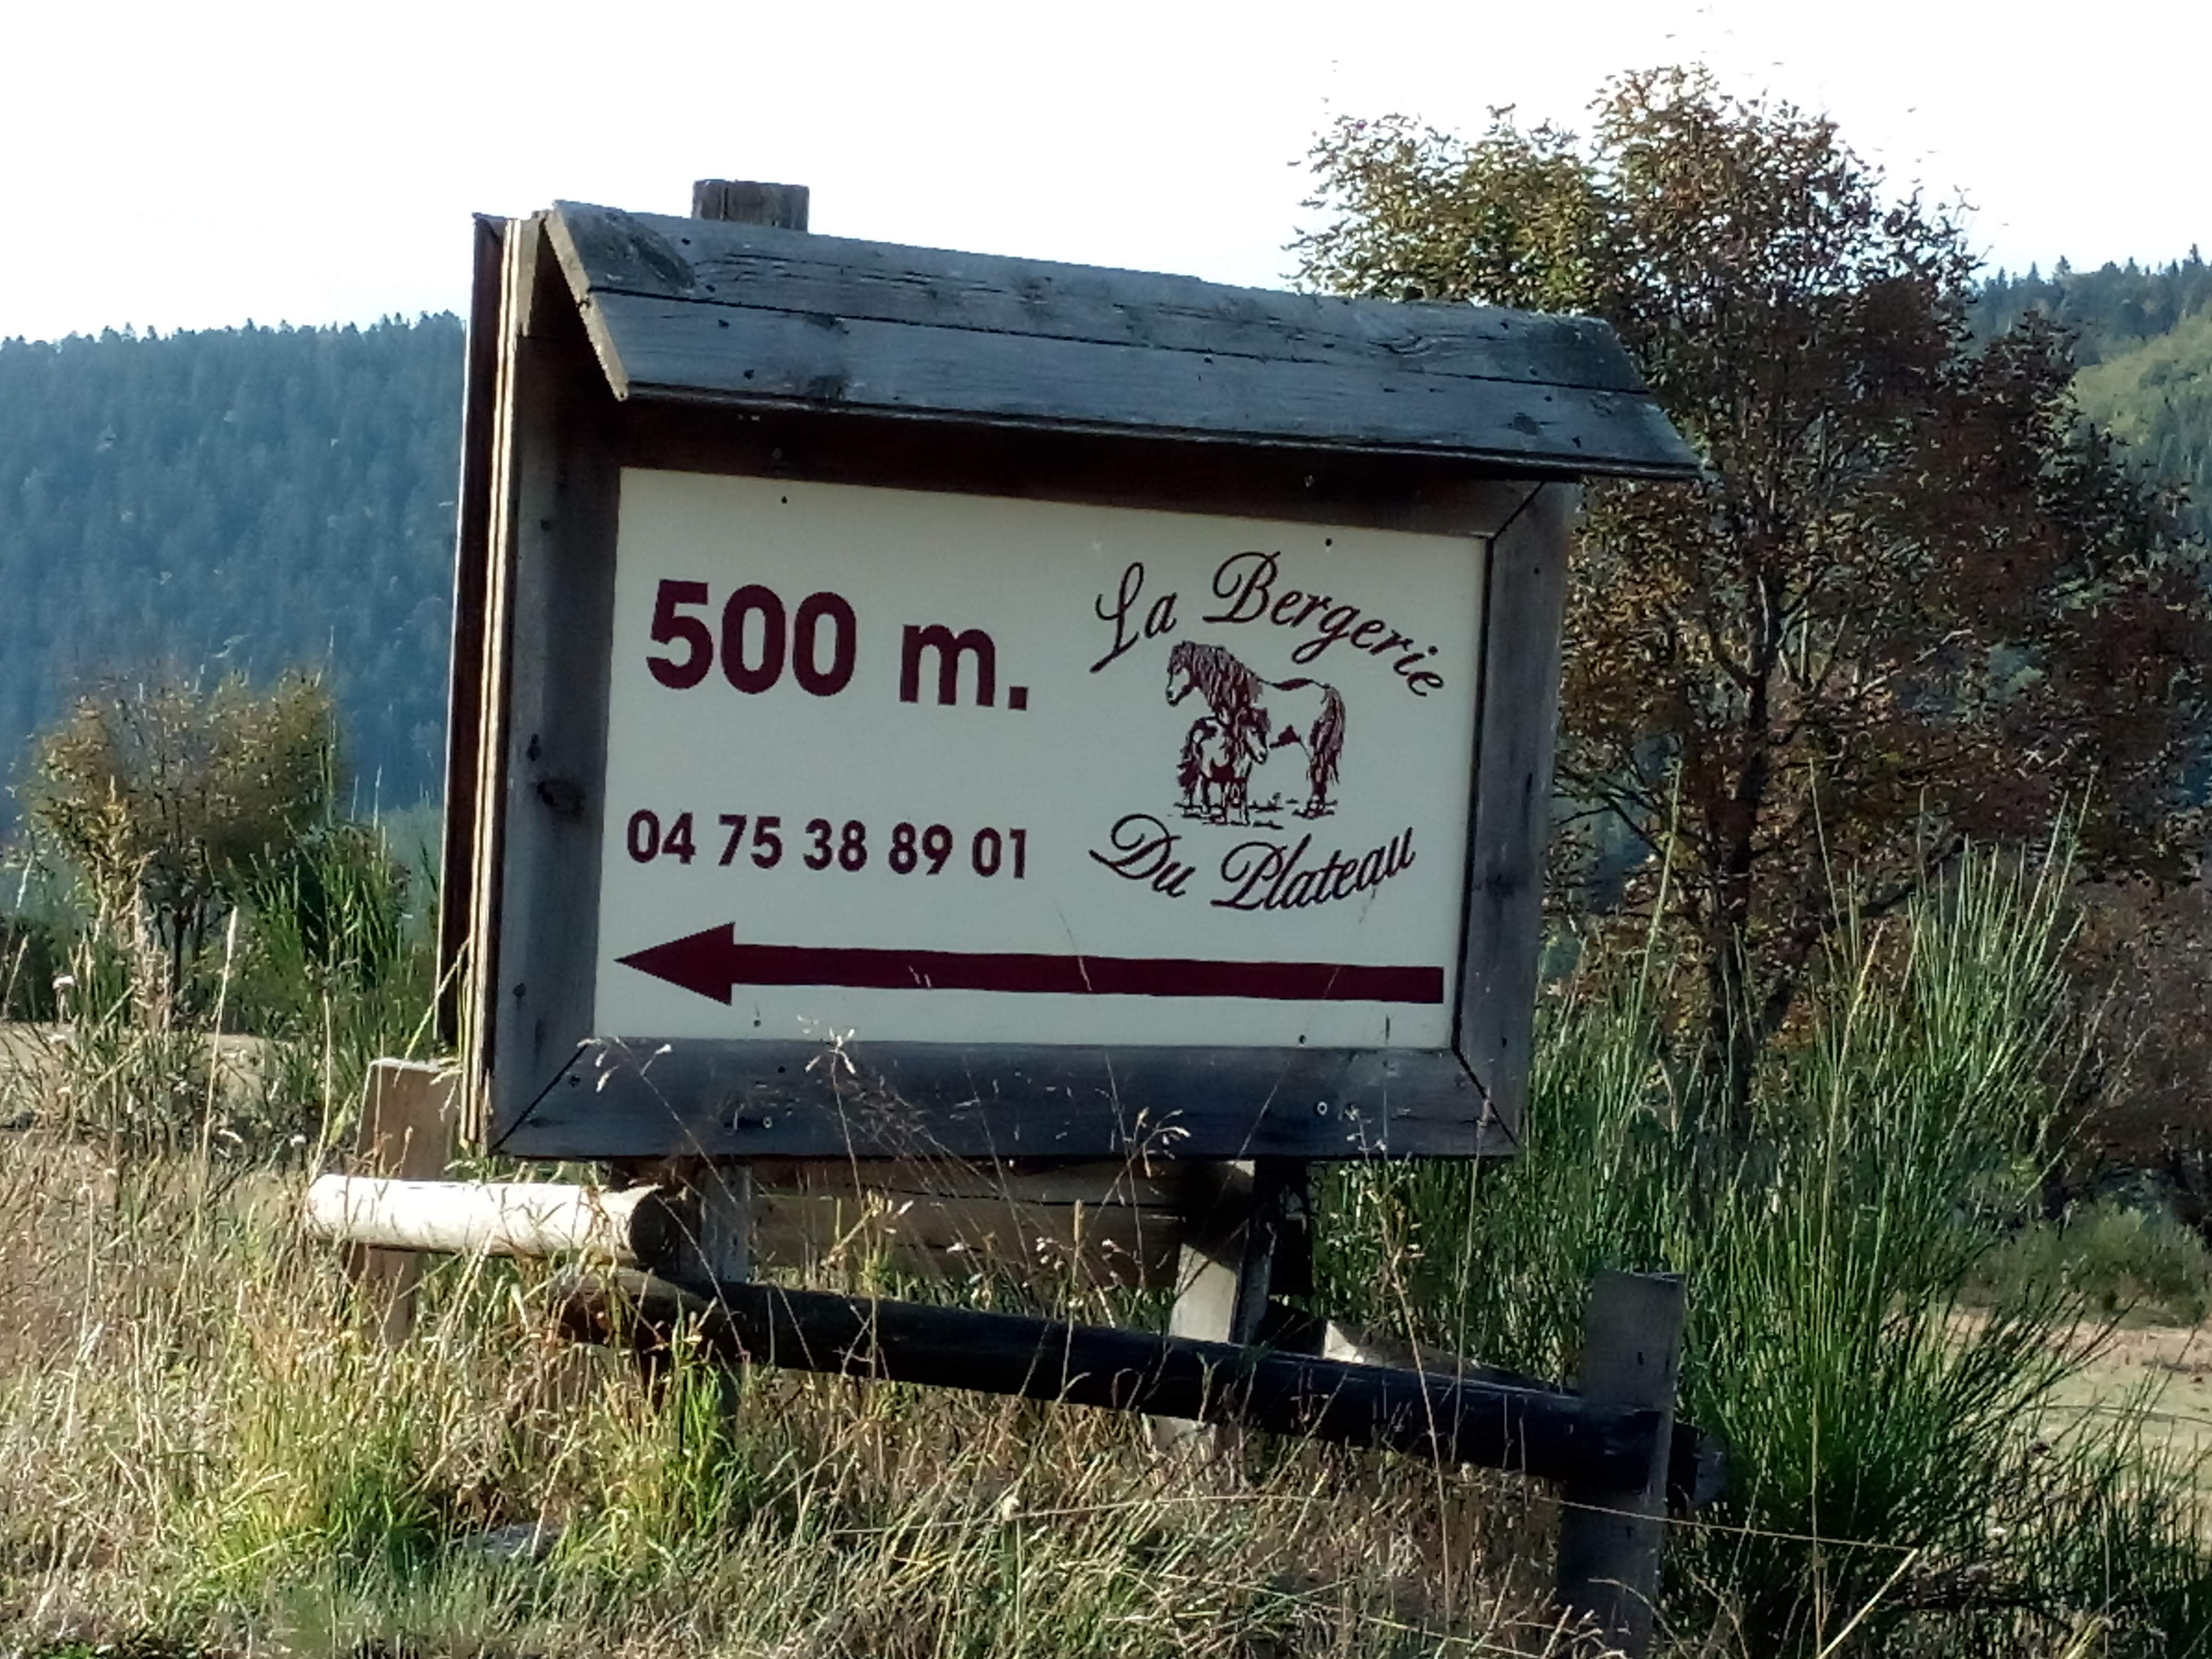 500 m.
La Bergerie
04 75 38 89 01
Du Plateau